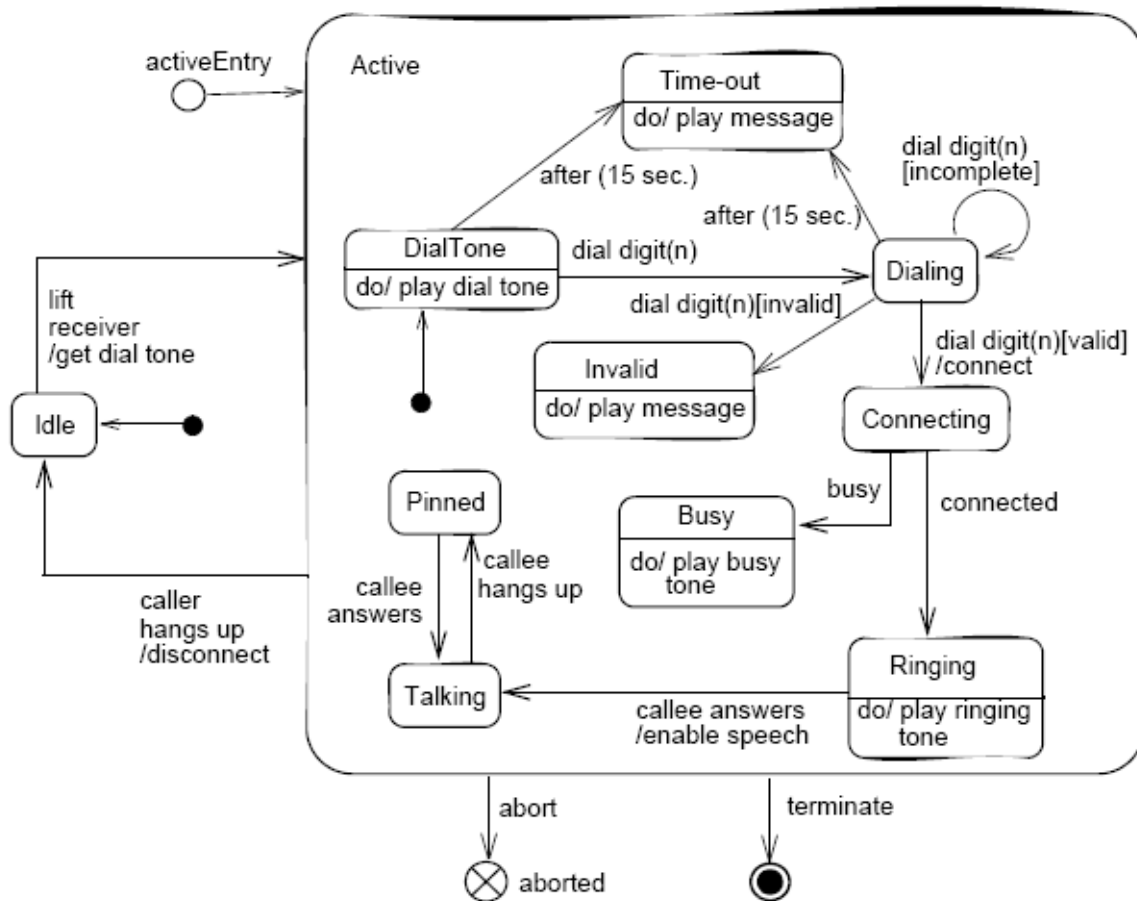 activeEntry
Active
Time-out
do/ play message
dial digit(n)
[incomplete]
after (15 sec.)
after (15 sec.)
DialTone
do/ play dial tone
dial digit(n)
Dialing
lift
receiver
/get dial tone
dial digit(n)[invalid]
dial digit(n)[valid]
/connect
Invalid
do/ play message
Idle
Connecting
Pinned
busy
connected
Busy
do/ play busy
tone
callee
hangs up
callee
answers
caller
hangs up
/disconnect
Talking
callee answers
/enable speech
Ringing
do/ play ringing
tone
abort
terminate
aborted